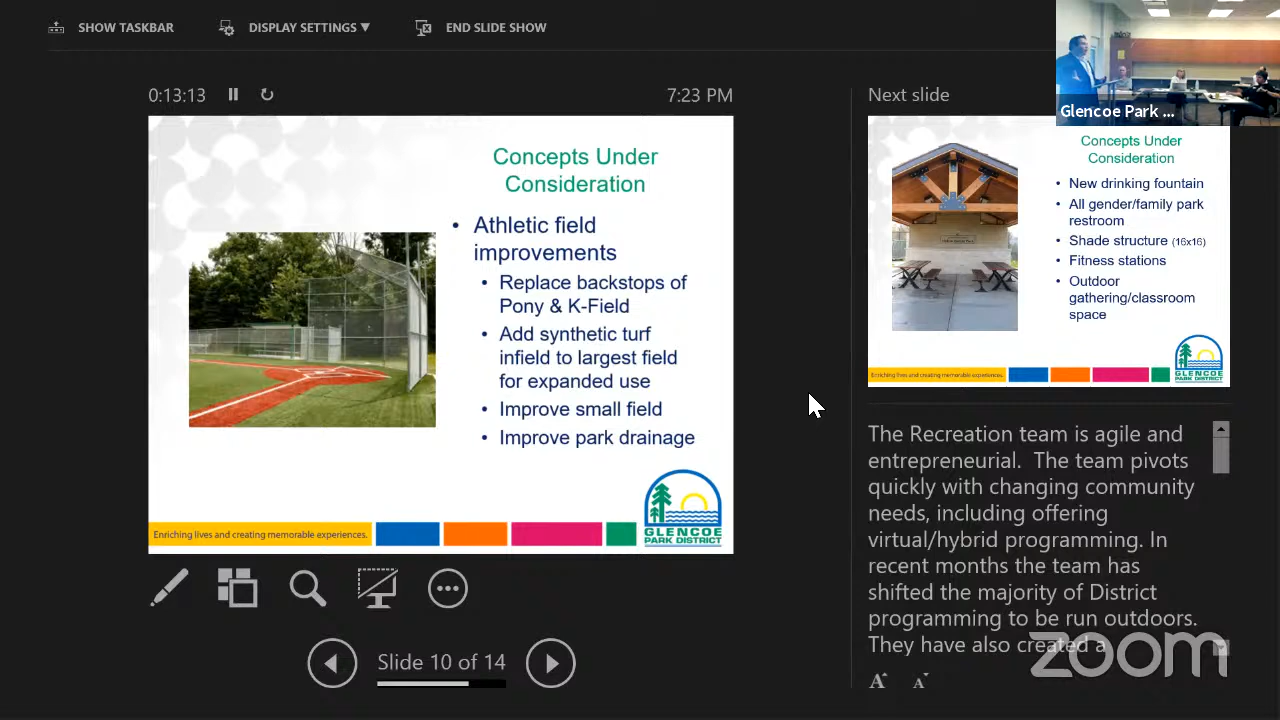 SHOW TASKBAR
DISPLAY SETTINGS ▼
END SLIDE SHOW
0:13:13
7:23 PM
Concepts Under
Consideration
• Athletic field
improvements
• Replace backstops of
Pony & K-Field
• Add synthetic turf
infield to largest field
for expanded use
• Improve small field
• Improve park drainage
Enriching lives and creating memorable experiences.
GLENCOE
PARK DISTRICT
Slide 10 of 14
Next slide
Glencoe Park ...
Concepts Under
Consideration
• New drinking fountain
• All gender/family park
restroom
• Shade structure (16x16)
• Fitness stations
• Outdoor
gathering/classroom
space
Enriching lives and creating memorable experiences.
GLENCOE
PARK DISTRICT
The Recreation team is agile and
entrepreneurial. The team pivots
quickly with changing community
needs, including offering
virtual/hybrid programming. In
recent months the team has
shifted the majority of District
programming to be run outdoors.
They have also created a
zoom
A A